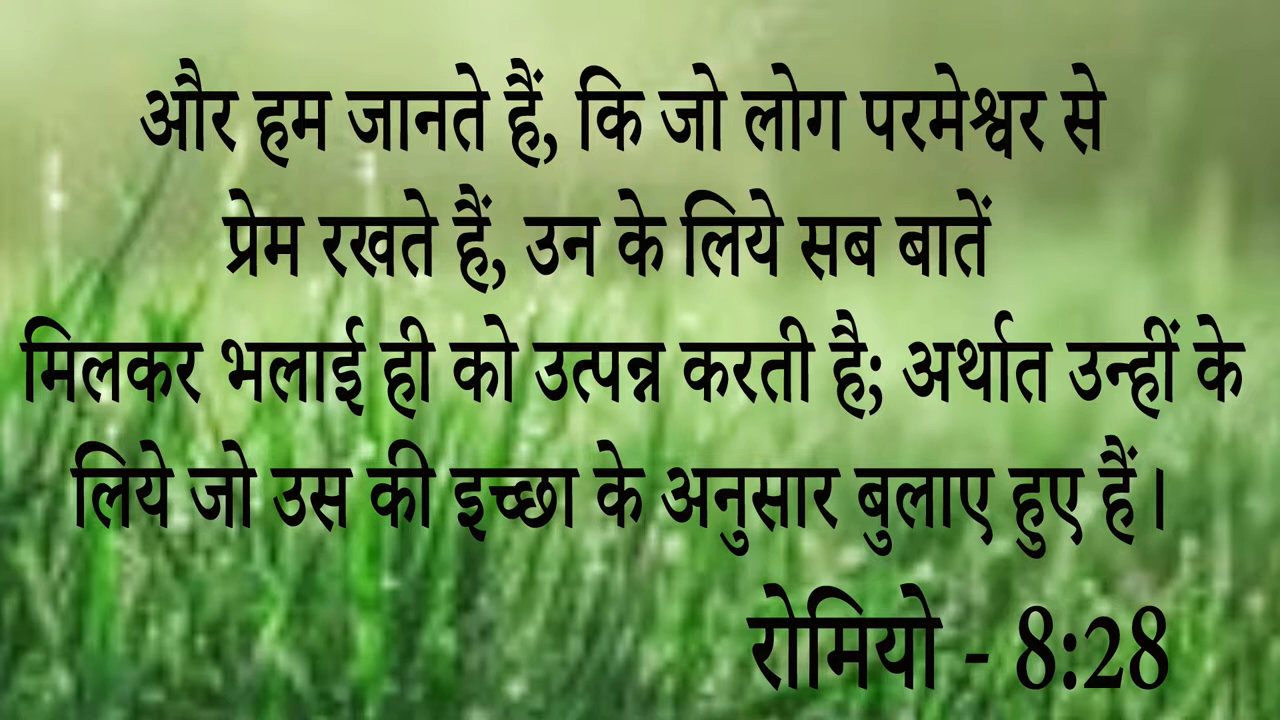 और हम जानते हैं, कि जो लोग परमेश्वर से
प्रेम रखते हैं, उन के लिये सब बातें
मिलकर भलाई ही को उत्पन्न करती है; अर्थात उन्हीं के
लिये जो उस की इच्छा के अनुसार बुलाए हुए हैं।
रोमियो - 8:28